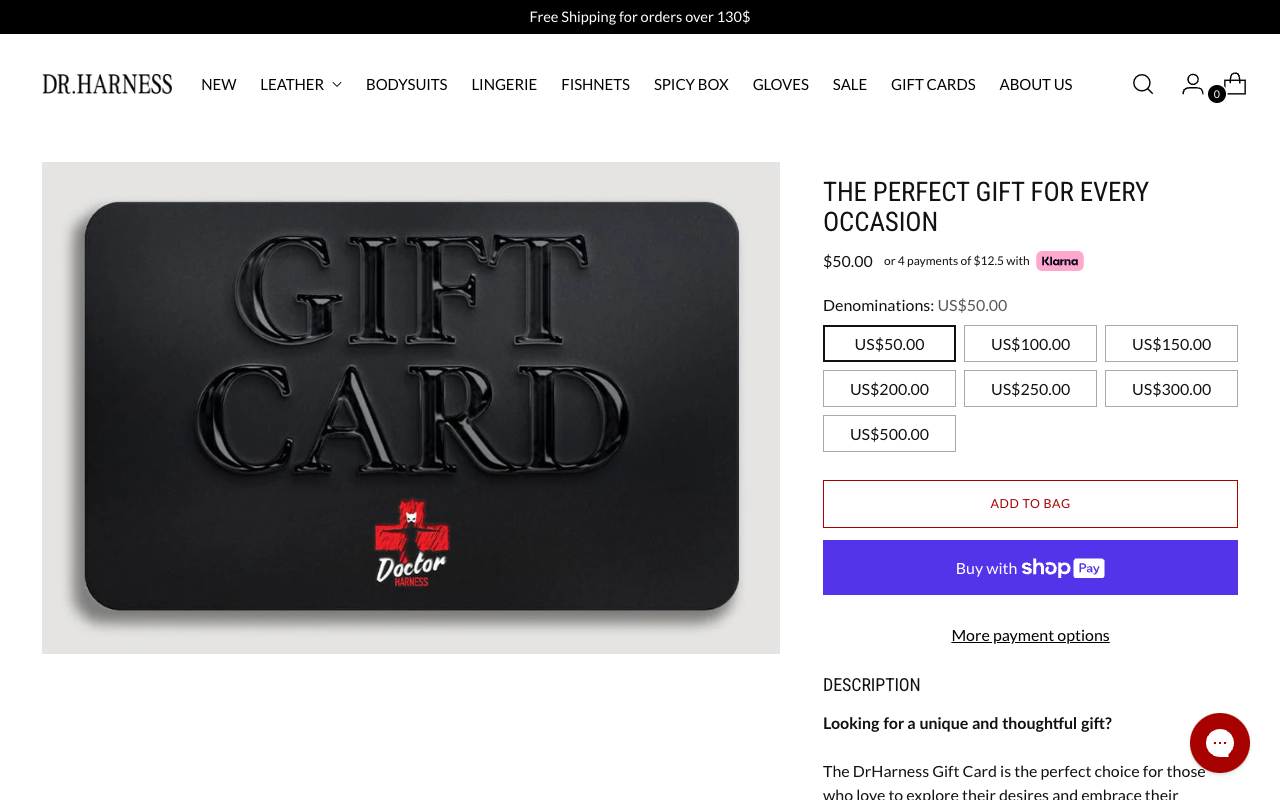 Free Shipping for orders over 130$
DR.HARNESS
NEW
LEATHER
BODYSUITS
LINGERIE
FISHNETS
SPICY BOX
GLOVES
SALE
GIFT CARDS
ABOUT US
0
GIFT
CARD
Doctor
HARNESS
THE PERFECT GIFT FOR EVERY
OCCASION
$50.00 or 4 payments of $12.5 with Klarna
Denominations: US$50.00
US$50.00
US$100.00
US$150.00
US$200.00
US$250.00
US$300.00
US$500.00
ADD TO BAG
Buy with shop Pay
More payment options
DESCRIPTION
Looking for a unique and thoughtful gift?
The DrHarness Gift Card is the perfect choice for those
who love to explore their desires and embrace their